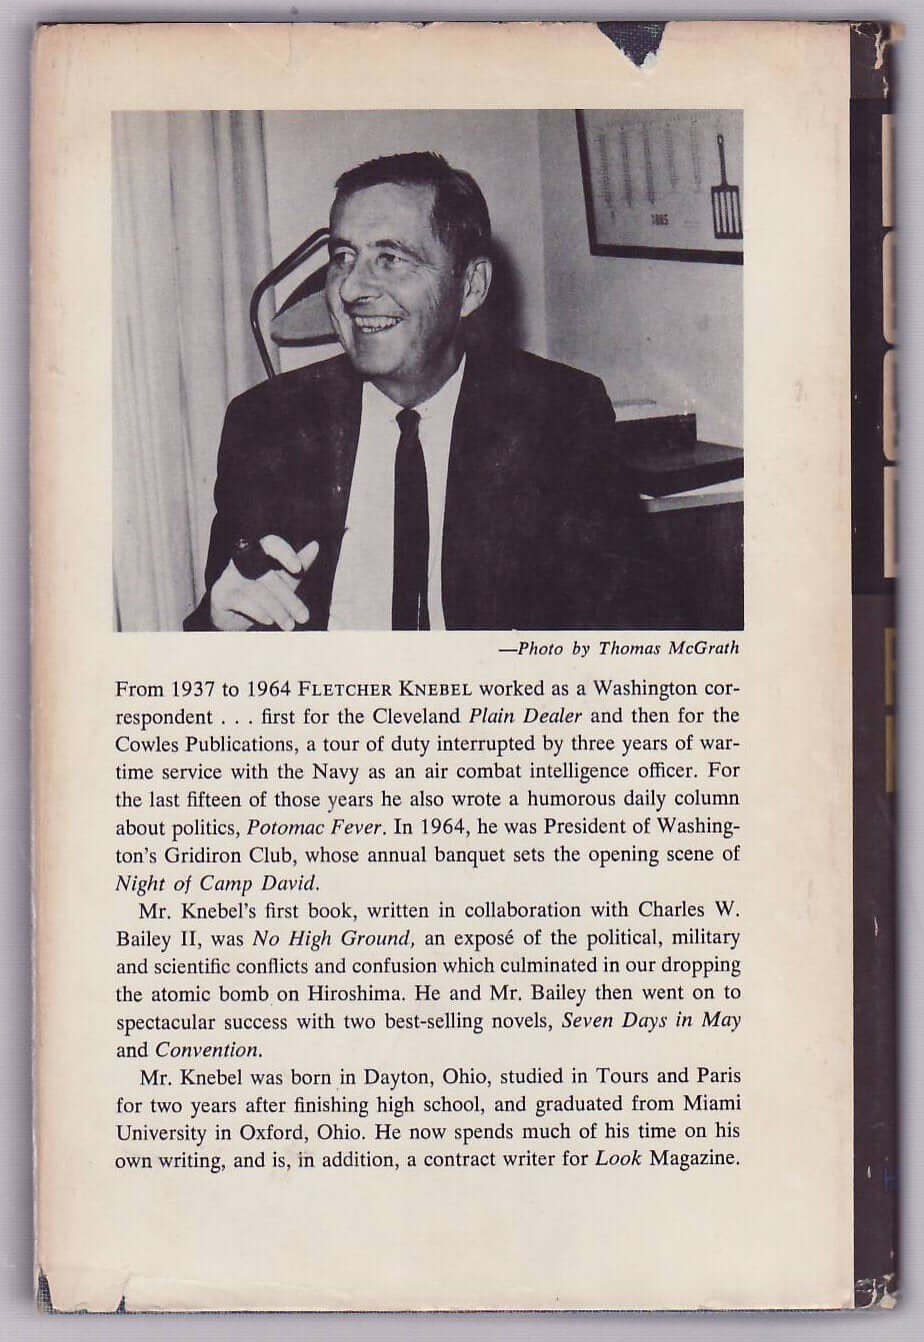 1885
—Photo by Thomas McGrath
From 1937 to 1964 FLETCHER KNEBEL worked as a Washington cor-
respondent . . . first for the Cleveland Plain Dealer and then for the
Cowles Publications, a tour of duty interrupted by three years of war-
time service with the Navy as an air combat intelligence officer. For
the last fifteen of those years he also wrote a humorous daily column
about politics, Potomac Fever. In 1964, he was President of Washing-
ton's Gridiron Club, whose annual banquet sets the opening scene of
Night of Camp David.
Mr. Knebel's first book, written in collaboration with Charles W.
Bailey II, was No High Ground, an exposé of the political, military
and scientific conflicts and confusion which culminated in our dropping
the atomic bomb on Hiroshima. He and Mr. Bailey then went on to
spectacular success with two best-selling novels, Seven Days in May
and Convention.
Mr. Knebel was born in Dayton, Ohio, studied in Tours and Paris
for two years after finishing high school, and graduated from Miami
University in Oxford, Ohio. He now spends much of his time on his
own writing, and is, in addition, a contract writer for Look Magazine.